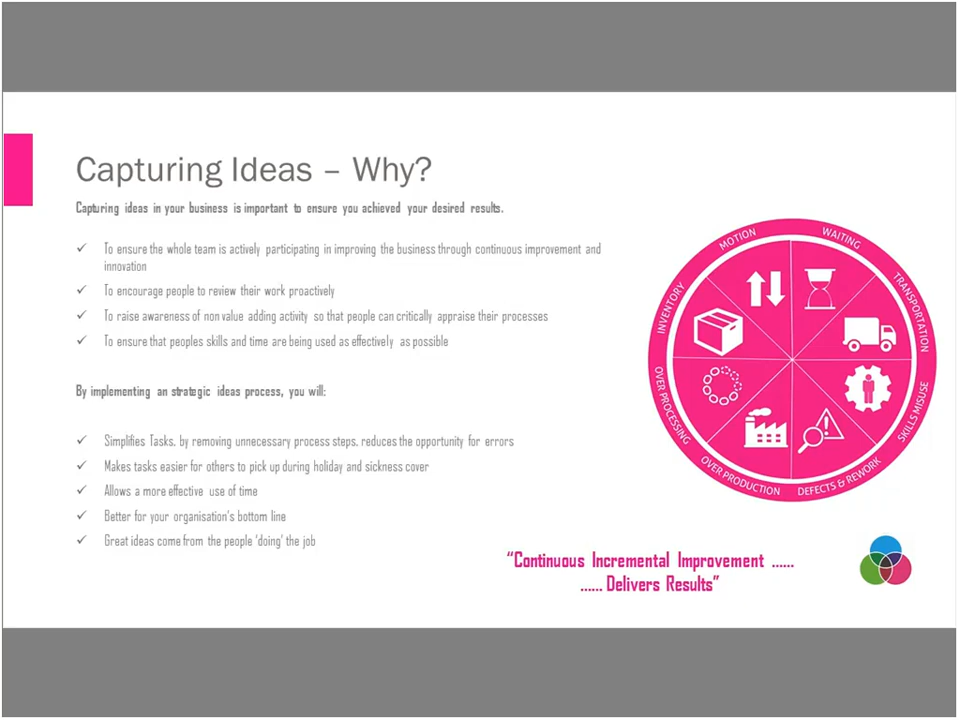 Capturing Ideas – Why?
Capturing ideas in your business is important to ensure you achieved your desired results.
✓ To ensure the whole team is actively participating in improving the business through continuous improvement and
innovation
✓ To encourage people to review their work proactively
✓ To raise awareness of non value adding activity so that people can critically appraise their processes
✓ To ensure that peoples skills and time are being used as effectively as possible
By implementing an strategic ideas process, you will:
✓ Simplifies Tasks, by removing unnecessary process steps, reduces the opportunity for errors
✓ Makes tasks easier for others to pick up during holiday and sickness cover
✓ Allows a more effective use of time
✓ Better for your organisation's bottom line
✓ Great ideas come from the people 'doing' the job
MOTION
WAITING
TRANSPORTATION
SKILLS MISUSE
DEFECTS & REWORK
OVER PRODUCTION
OVER PROCESSING
INVENTORY
“Continuous Incremental Improvement ......
...... Delivers Results”